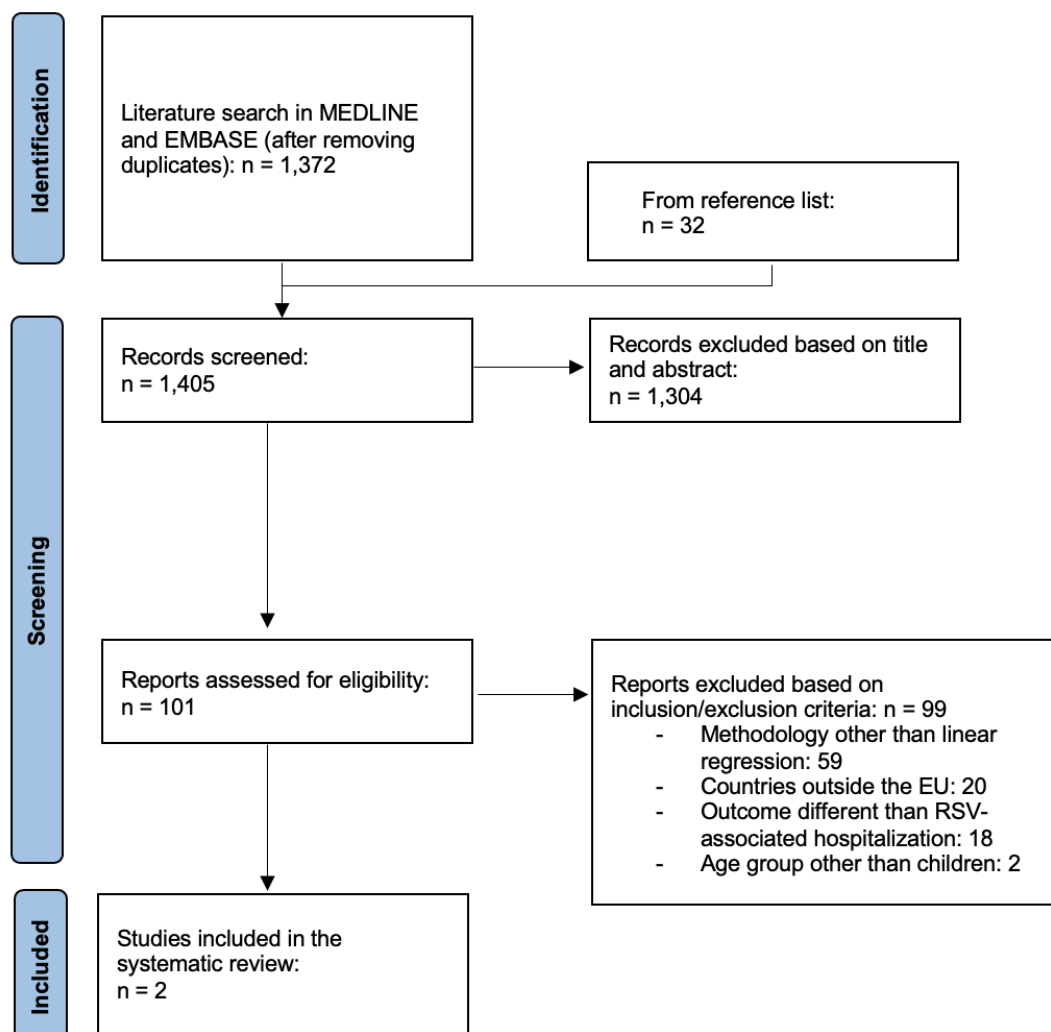 Identification
Literature search in MEDLINE
and EMBASE (after removing
duplicates): n = 1,372
From reference list:
n = 32
Screening
Records screened:
n = 1,405
Records excluded based on title
and abstract:
n = 1,304
Reports assessed for eligibility:
n = 101
Reports excluded based on
inclusion/exclusion criteria: n = 99
- Methodology other than linear
regression: 59
- Countries outside the EU: 20
- Outcome different than RSV-
associated hospitalization: 18
- Age group other than children: 2
Included
Studies included in the
systematic review:
n = 2